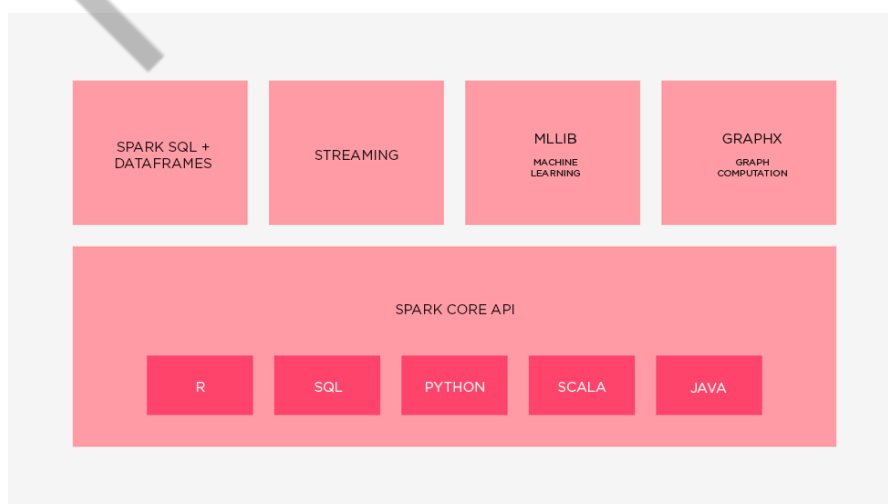 SPARK SQL +
DATAFRAMES
STREAMING
MLLIB
MACHINE
LEARNING
GRAPHX
GRAPH
COMPUTATION
SPARK CORE API
R
SQL
PYTHON
SCALA
JAVA